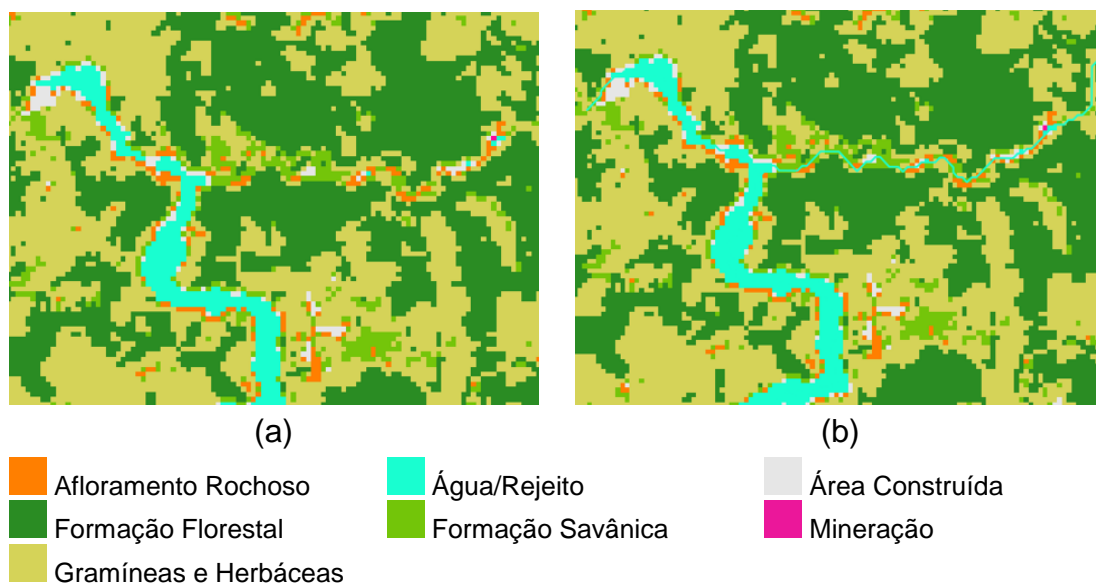 (a)
(b)
Afloramento Rochoso
Água/Rejeito
Área Construída
Formação Florestal
Formação Savânica
Mineração
Gramíneas e Herbáceas